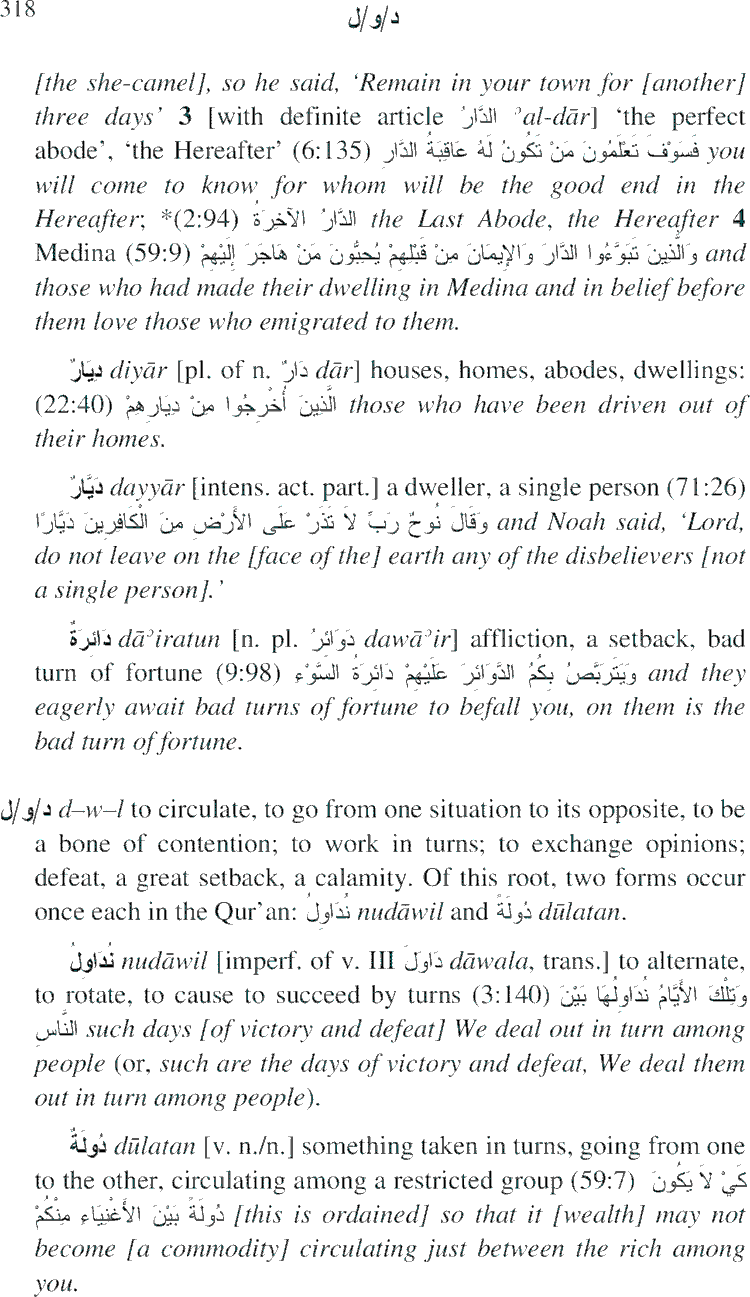 318
د/و/ل
[the she-camel], so he said, ‘Remain in your town for [another]
three days’ 3 [with definite article الدَّارُ ʾal-dār] ‘the perfect
abode’, ‘the Hereafter’ (6:135) فَسَوْفَ تَعْلَمُونَ مَنْ تَكُونُ لَهُ عَاقِبَةُ الدَّارِ you
will come to know for whom will be the good end in the
Hereafter; *(2:94) الدَّارُ الآخِرَةُ the Last Abode, the Hereafter 4
Medina (59:9) وَالَّذِينَ تَبَوَّءُوا الدَّارَ وَالإِيمَانَ مِنْ قَبْلِهِمْ يُحِبُّونَ مَنْ هَاجَرَ إِلَيْهِمْ and
those who had made their dwelling in Medina and in belief before
them love those who emigrated to them.
دِيَارٌ diyār [pl. of n. دَارٌ dār] houses, homes, abodes, dwellings:
(22:40) الَّذِينَ أُخْرِجُوا مِنْ دِيَارِهِمْ those who have been driven out of
their homes.
دَيَّارٌ dayyār [intens. act. part.] a dweller, a single person (71:26)
وَقَالَ نُوحٌ رَبِّ لاَ تَذَرْ عَلَى الأَرْضِ مِنَ الْكَافِرِينَ دَيَّارًا and Noah said, ‘Lord,
do not leave on the [face of the] earth any of the disbelievers [not
a single person].’
دَائِرَةٌ dāʾiratun [n. pl. دَوَائِرُ dawāʾir] affliction, a setback, bad
turn of fortune (9:98) وَيَتَرَبَّصُ بِكُمُ الدَّوَائِرَ عَلَيْهِمْ دَائِرَةُ السَّوْءِ and they
eagerly await bad turns of fortune to befall you, on them is the
bad turn of fortune.
د/و/ل d–w–l to circulate, to go from one situation to its opposite, to be
a bone of contention; to work in turns; to exchange opinions;
defeat, a great setback, a calamity. Of this root, two forms occur
once each in the Qur’an: نُدَاوِلُ nudāwil and دُولَةً dūlatan.
نُدَاوِلُ nudāwil [imperf. of v. III دَاوَلَ dāwala, trans.] to alternate,
to rotate, to cause to succeed by turns (3:140) وَتِلْكَ الأَيَّامُ نُدَاوِلُهَا بَيْنَ
النَّاسِ such days [of victory and defeat] We deal out in turn among
people (or, such are the days of victory and defeat, We deal them
out in turn among people).
دُولَةٌ dūlatan [v. n./n.] something taken in turns, going from one
to the other, circulating among a restricted group (59:7) كَيْ لاَ يَكُونَ
دُولَةً بَيْنَ الأَغْنِيَاءِ مِنْكُمْ [this is ordained] so that it [wealth] may not
become [a commodity] circulating just between the rich among
you.